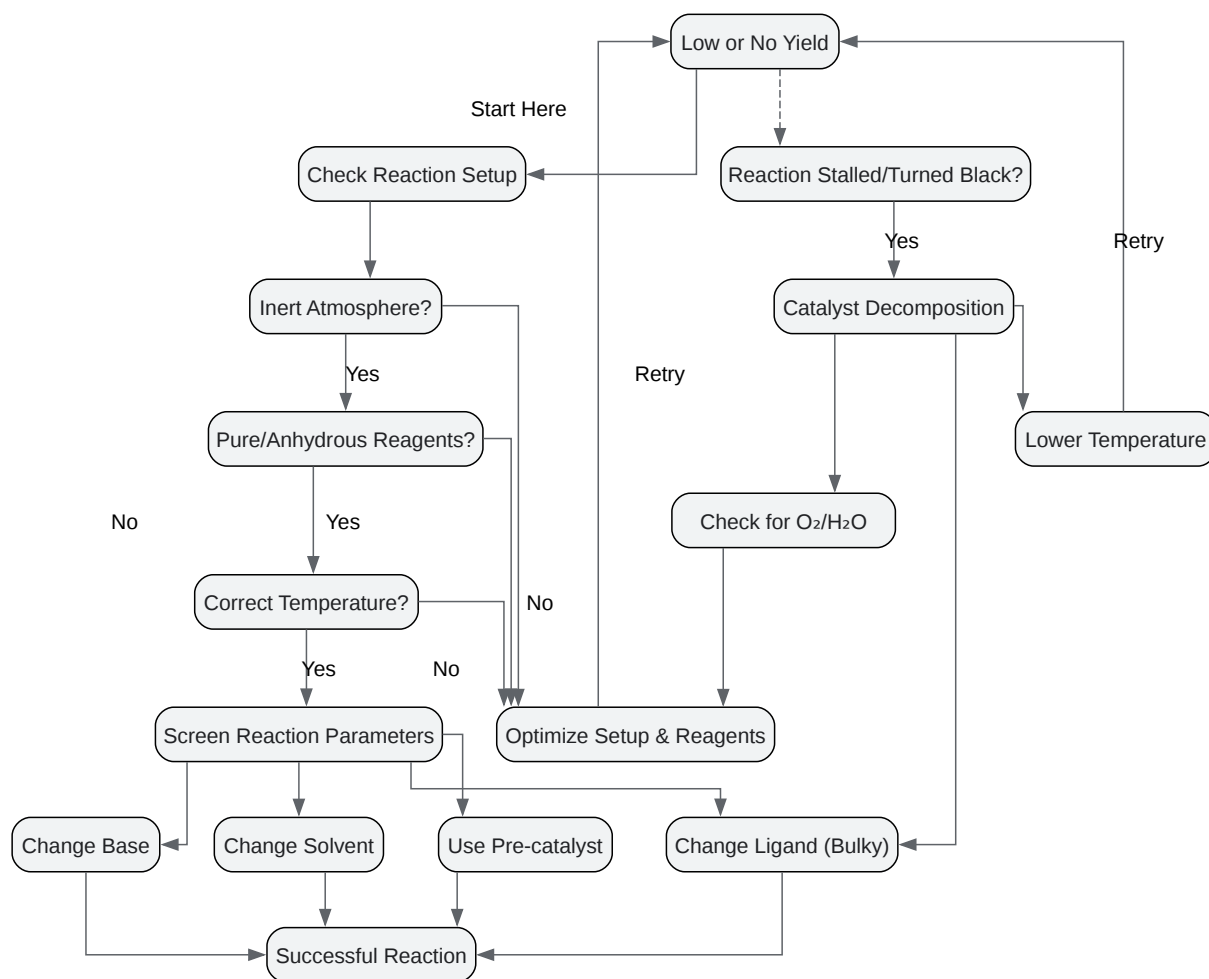 Low or No Yield
Start Here
Check Reaction Setup
Reaction Stalled/Turned Black?
Yes
Retry
Inert Atmosphere?
Catalyst Decomposition
Yes
Retry
Pure/Anhydrous Reagents?
Lower Temperature
No
Yes
Check for O₂/H₂O
Correct Temperature?
No
Yes
No
Screen Reaction Parameters
Optimize Setup & Reagents
Change Base
Change Solvent
Use Pre-catalyst
Change Ligand (Bulky)
Successful Reaction